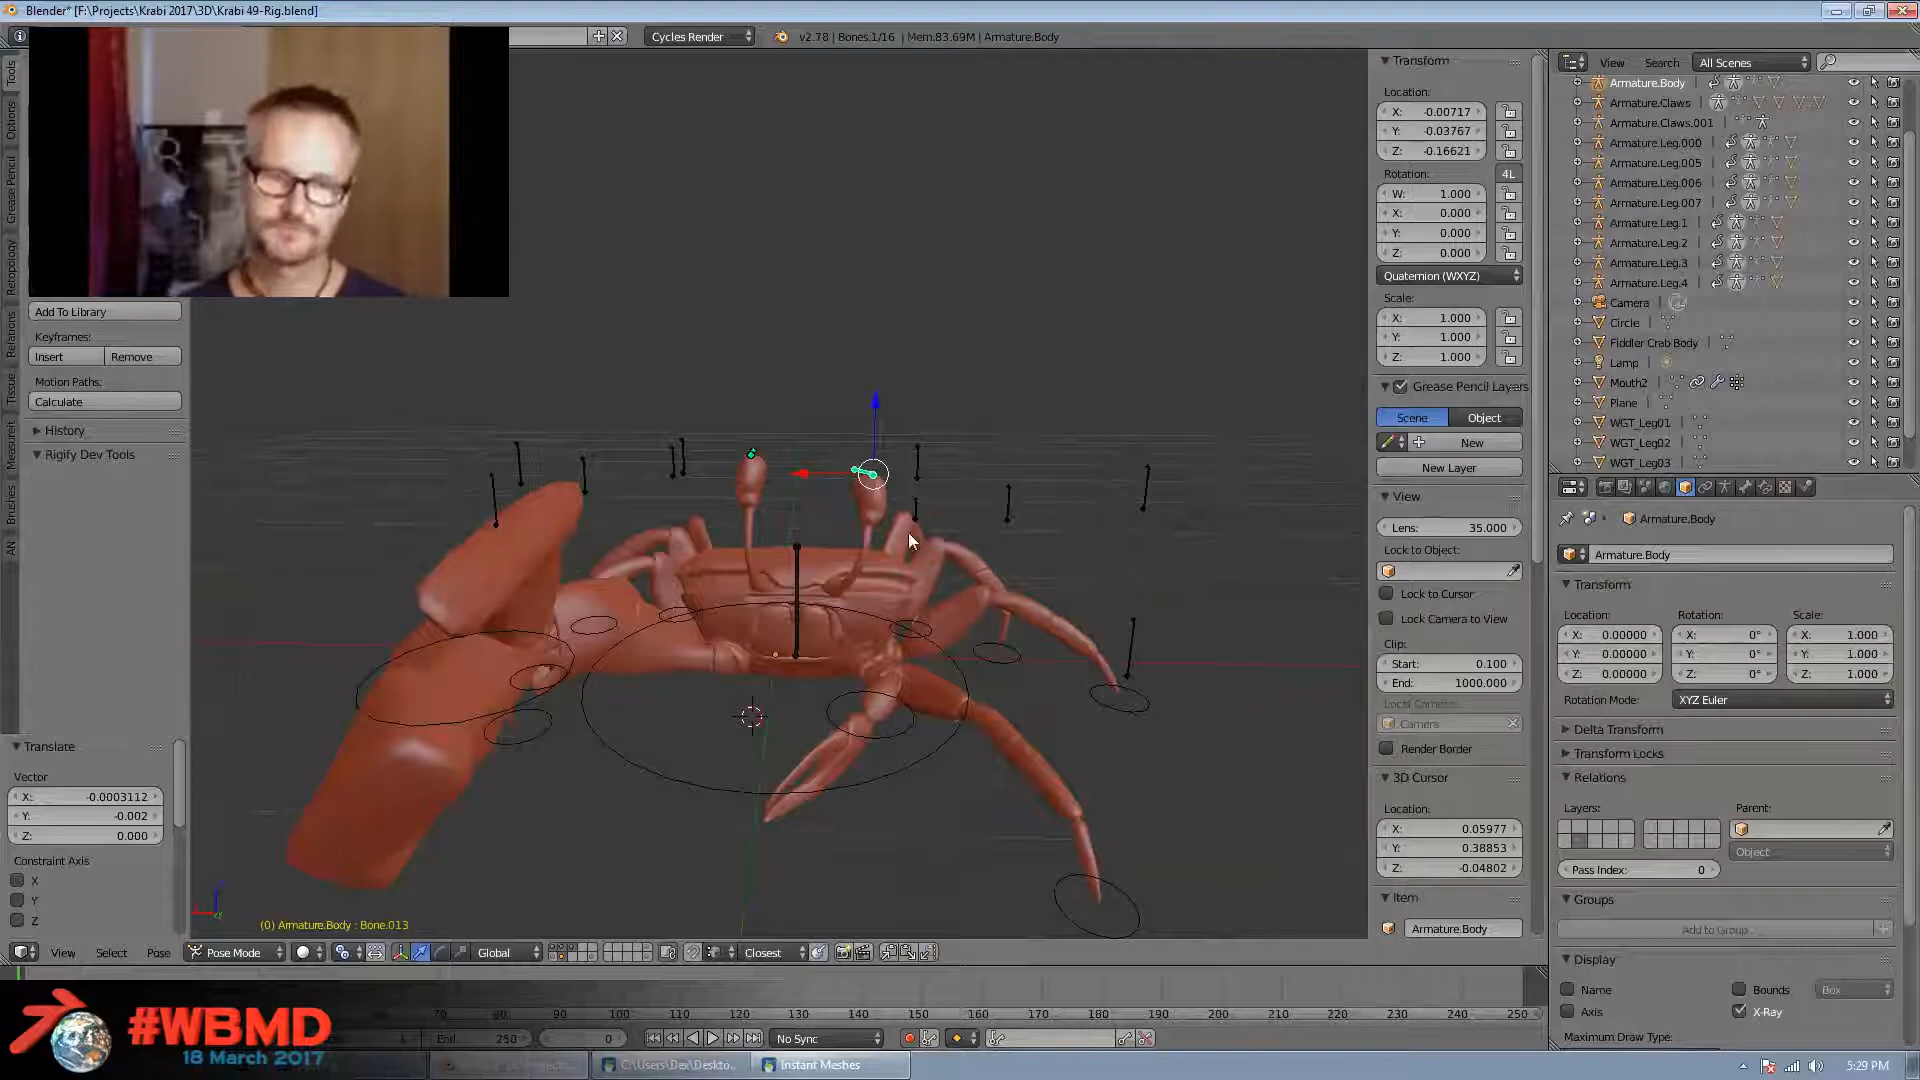 Blender* [F:\Projects\Krabi 2017\3D\Krabi 49-Rig.blend]
Cycles Render
v2.78 | Bones:1/16 | Mem:83.69M | Armature.Body
Tools
Options
Grease Pencil
Retopology
Relations
Tissue
MeasureIt
Brushes
AN
Add To Library
Keyframes:
Insert
Remove
Motion Paths:
Calculate
History
Rigify Dev Tools
Translate
Vector
X: -0.0003112
Y: -0.002
Z: 0.000
Constraint Axis
X
Y
Z
(0) Armature.Body : Bone.013
View
Select
Pose
Pose Mode
Global
Closest
Transform
Location:
X: -0.00717
Y: -0.03767
Z: -0.16621
Rotation:
4L
W: 1.000
X: 0.000
Y: 0.000
Z: 0.000
Quaternion (WXYZ)
Scale:
X: 1.000
Y: 1.000
Z: 1.000
Grease Pencil Layers
Scene
Object
New
New Layer
View
Lens: 35.000
Lock to Object:
Lock to Cursor
Lock Camera to View
Clip:
Start: 0.100
End: 1000.000
Local Camera:
Camera
Render Border
3D Cursor
Location:
X: 0.05977
Y: 0.38853
Z: -0.04802
Item
Armature.Body
View
Search
All Scenes
Armature.Body
Armature.Claws
Armature.Claws.001
Armature.Leg.000
Armature.Leg.005
Armature.Leg.006
Armature.Leg.007
Armature.Leg.1
Armature.Leg.2
Armature.Leg.3
Armature.Leg.4
Camera
Circle
Fiddler Crab Body
Lamp
Mouth2
Plane
WGT_Leg01
WGT_Leg02
WGT_Leg03
Armature.Body
Armature.Body
Transform
Location:
Rotation:
Scale:
X: 0.00000
X: 0°
X: 1.000
Y: 0.00000
Y: 0°
Y: 1.000
Z: 0.00000
Z: 0°
Z: 1.000
Rotation Mode:
XYZ Euler
Delta Transform
Transform Locks
Relations
Layers:
Parent:
Object
Pass Index: 0
Groups
Add to Group
Display
Name
Bounds
Box
Axis
X-Ray
Maximum Draw Type:
70 80 90 100 110 120 130 140 150 160 170 180 190 200 210 220 230 240 250
End: 250
0
No Sync
#WBMD
18 March 2017
C:\Users\Dex\Deskto...
Instant Meshes
5:29 PM